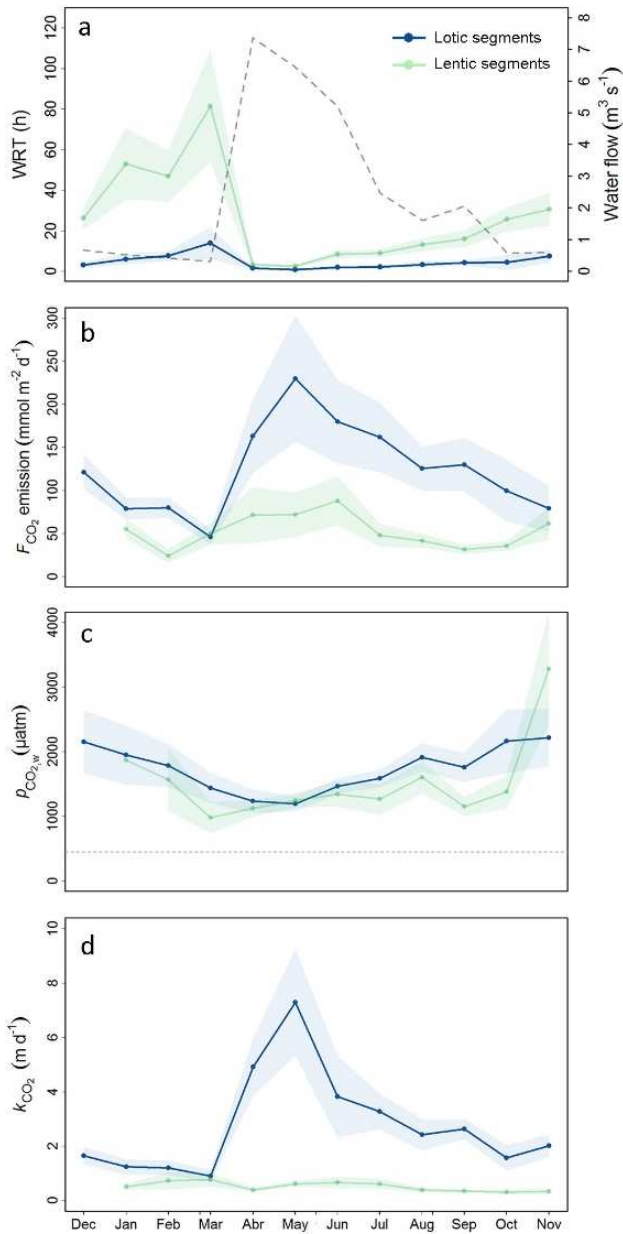 a
Lotic segments
Lentic segments
WRT (h)
120
100
80
60
40
20
0
Water flow (m³ s⁻¹)
8
7
6
5
4
3
2
1
0
b
F_CO₂ emission (mmol m⁻² d⁻¹)
300
250
200
150
100
50
0
c
p_CO₂,w (µatm)
4000
3000
2000
1000
0
d
k_CO₂ (m d⁻¹)
10
8
6
4
2
0
Dec Jan Feb Mar Abr May Jun Jul Aug Sep Oct Nov